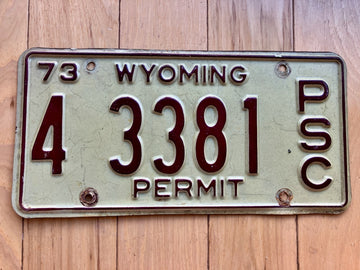 73 WYOMING
4 3381
PERMIT
PSC